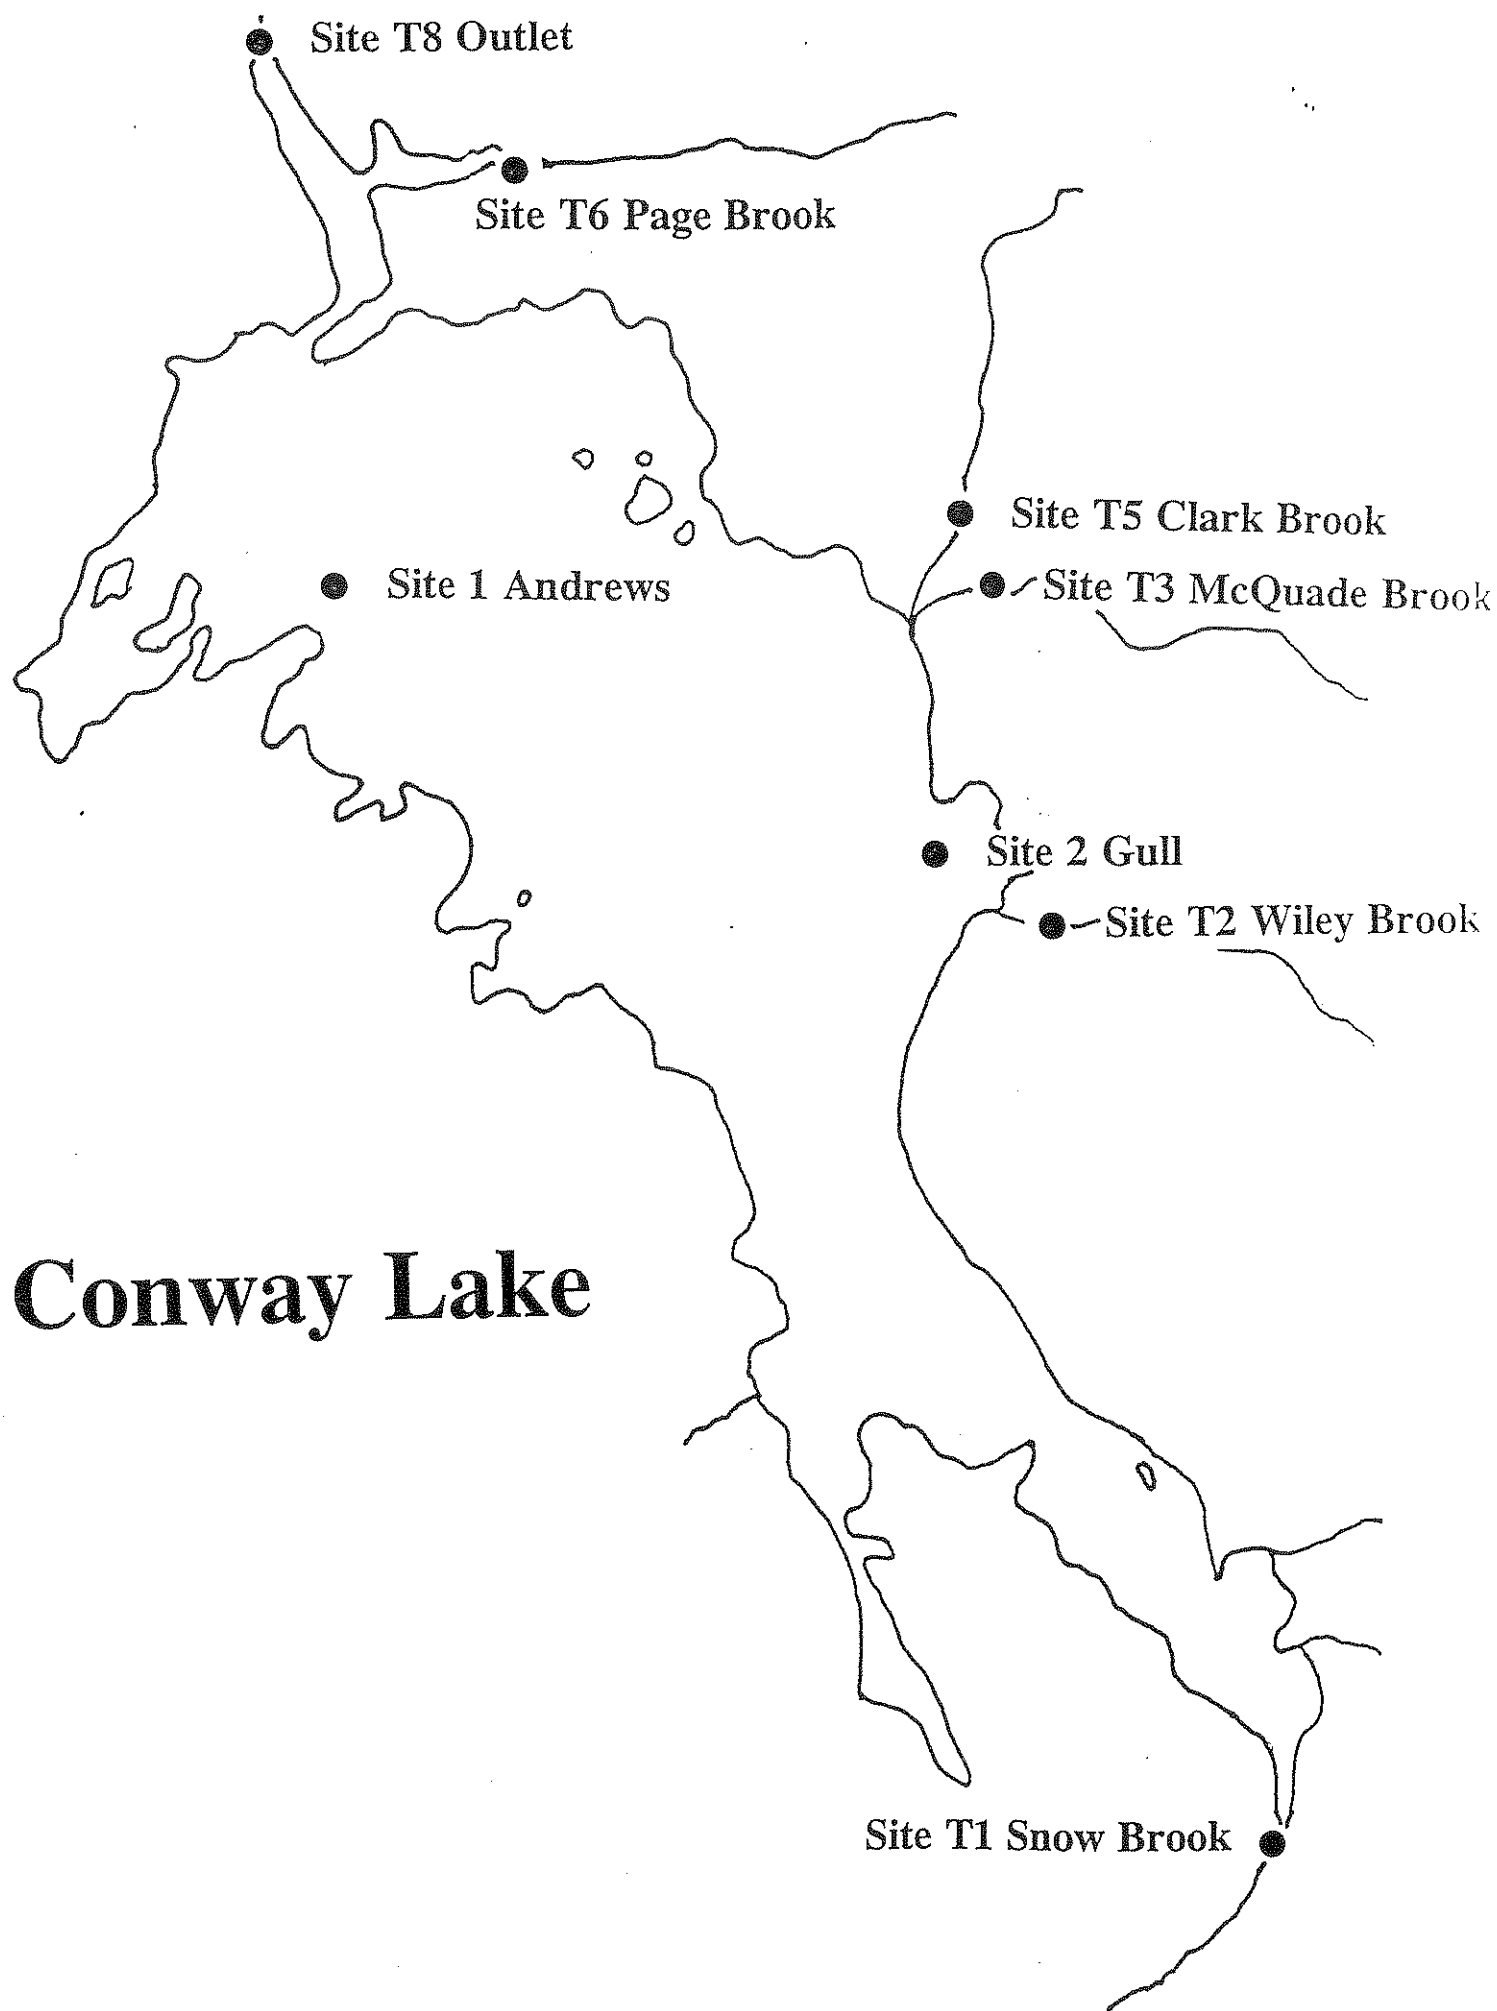 Site T8 Outlet
Site T6 Page Brook
Site T5 Clark Brook
Site 1 Andrews
Site T3 McQuade Brook
Site 2 Gull
Site T2 Wiley Brook
Conway Lake
Site T1 Snow Brook